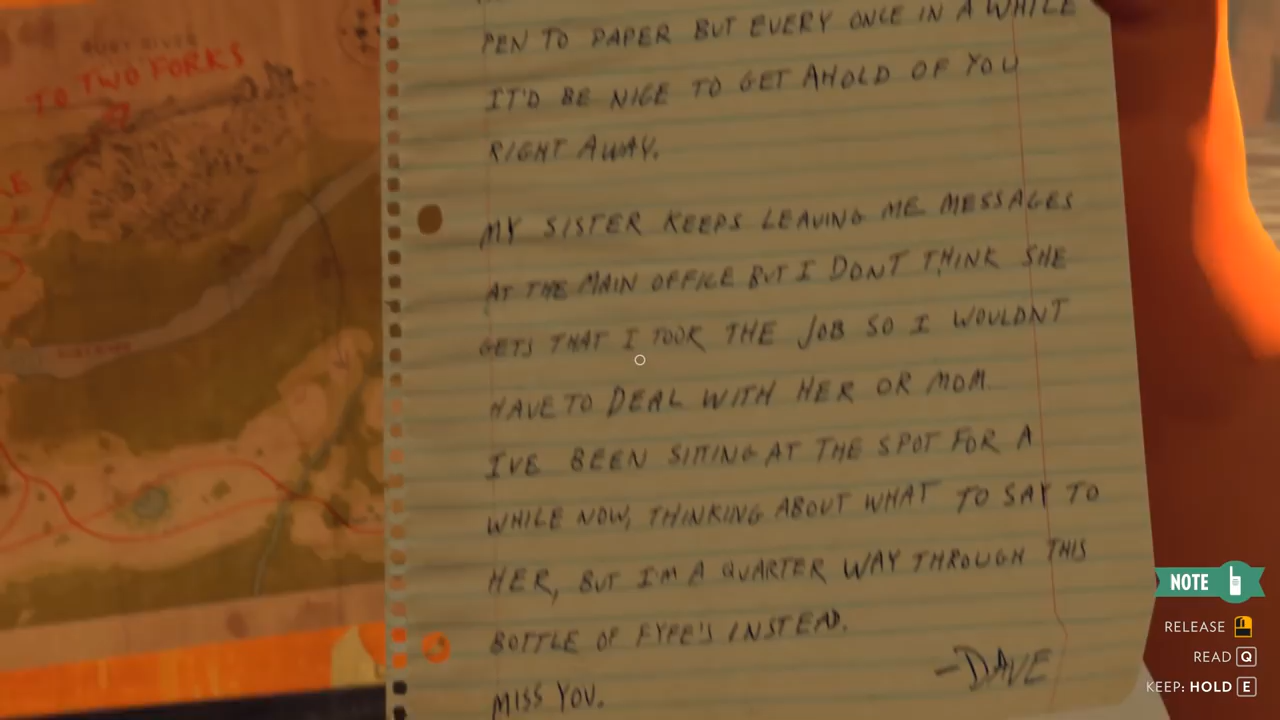 RUBY RIVER
TO TWO FORKS
PEN TO PAPER BUT EVERY ONCE IN A WHILE
IT'D BE NICE TO GET AHOLD OF YOU
RIGHT AWAY.
MY SISTER KEEPS LEAVING ME MESSAGES
AT THE MAIN OFFICE BUT I DONT THINK SHE
GETS THAT I TOOK THE JOB SO I WOULDNT
HAVE TO DEAL WITH HER OR MOM.
I'VE BEEN SITTING AT THE SPOT FOR A
WHILE NOW, THINKING ABOUT WHAT TO SAY TO
HER, BUT I'M A QUARTER WAY THROUGH THIS
BOTTLE OF FYFE'S INSTEAD.
-DAVE
MISS YOU.
NOTE
RELEASE
READ Q
KEEP: HOLD E